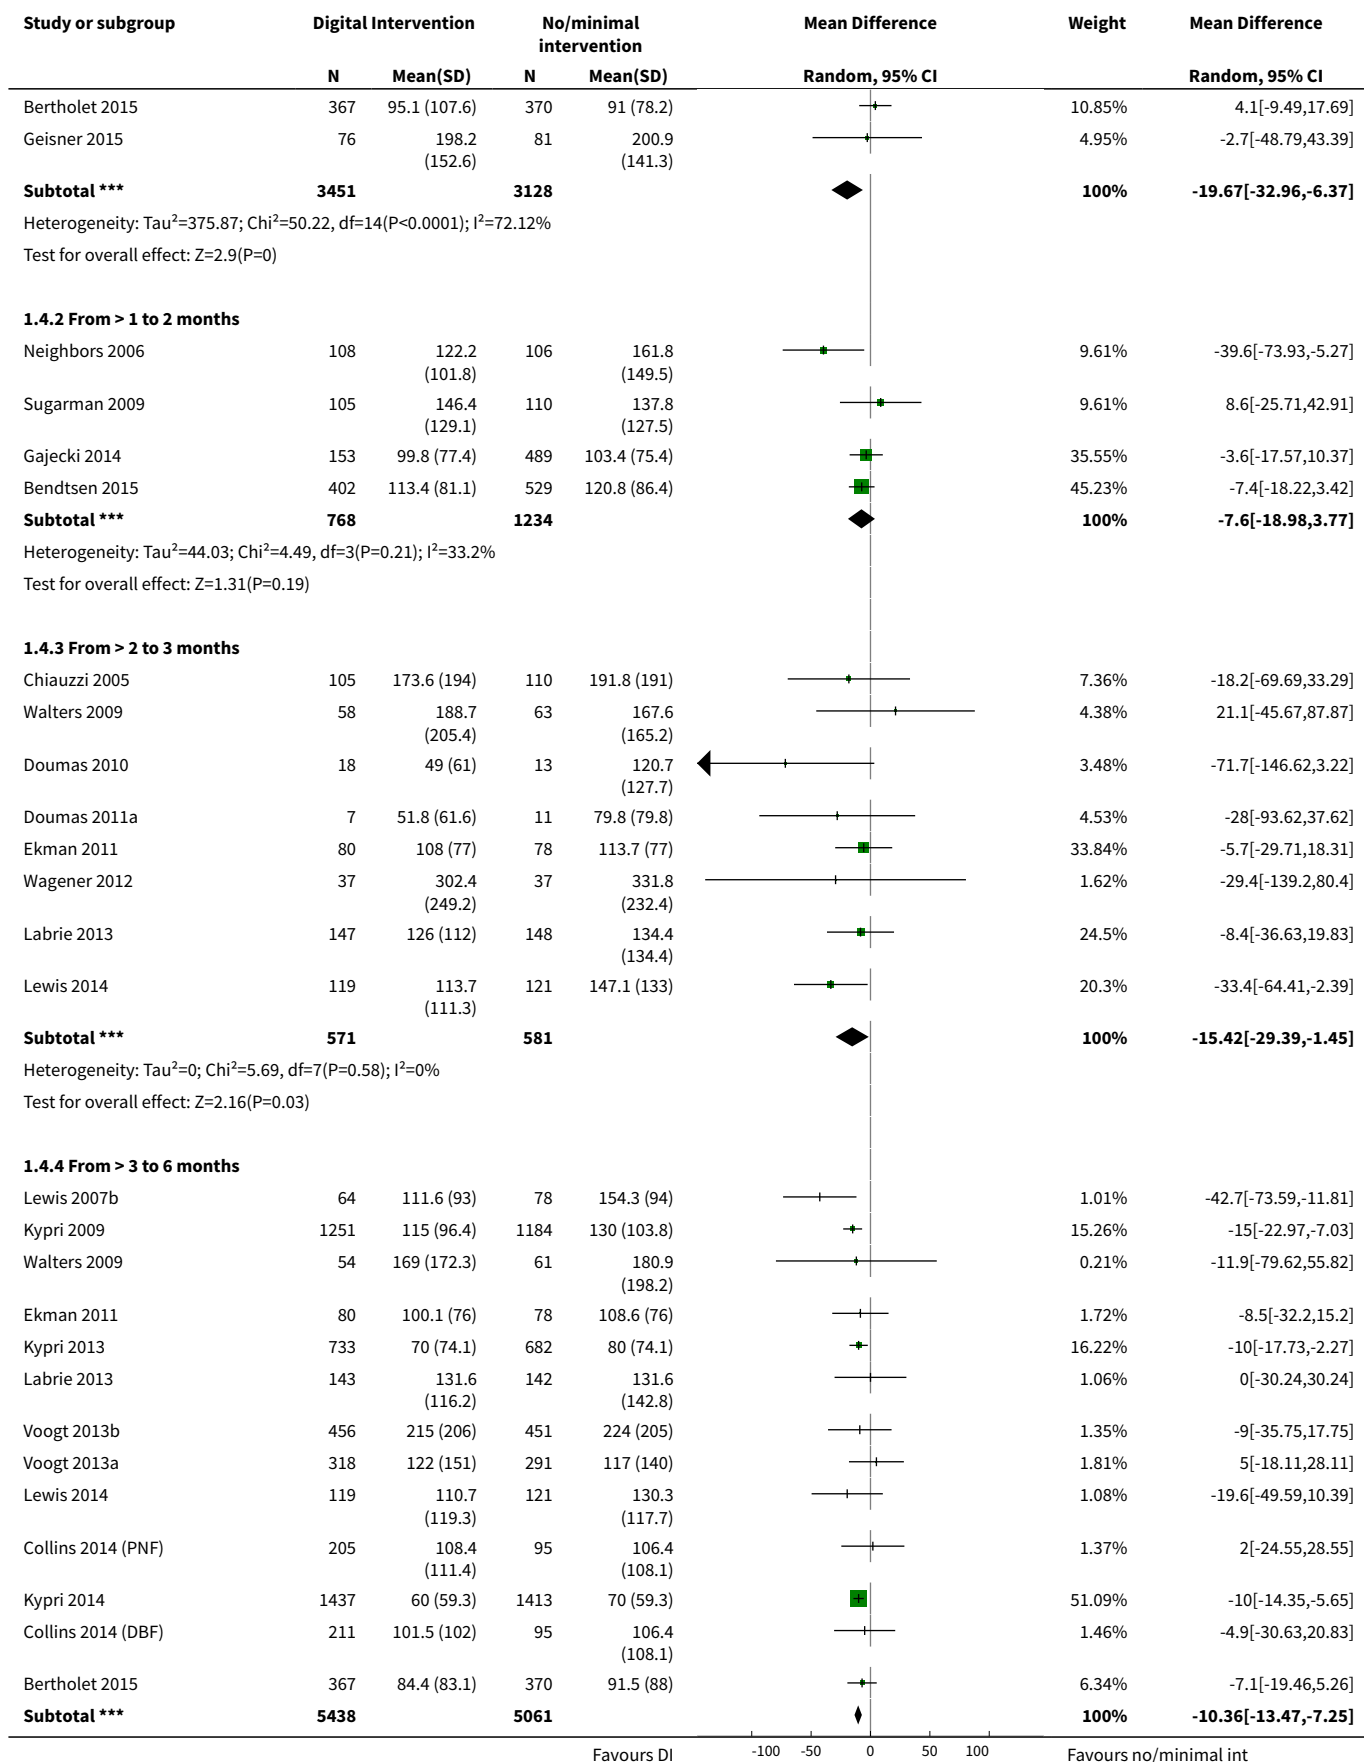 Study or subgroup Digital Intervention No/minimal intervention Mean Difference Weight Mean Difference
N Mean(SD) N Mean(SD) Random, 95% CI Random, 95% CI
Bertholet 2015 367 95.1 (107.6) 370 91 (78.2) 10.85% 4.1[-9.49,17.69]
Geisner 2015 76 198.2 (152.6) 81 200.9 (141.3) 4.95% -2.7[-48.79,43.39]
Subtotal *** 3451 3128 100% -19.67[-32.96,-6.37]
Heterogeneity: Tau²=375.87; Chi²=50.22, df=14(P<0.0001); I²=72.12%
Test for overall effect: Z=2.9(P=0)
1.4.2 From > 1 to 2 months
Neighbors 2006 108 122.2 (101.8) 106 161.8 (149.5) 9.61% -39.6[-73.93,-5.27]
Sugarman 2009 105 146.4 (129.1) 110 137.8 (127.5) 9.61% 8.6[-25.71,42.91]
Gajecki 2014 153 99.8 (77.4) 489 103.4 (75.4) 35.55% -3.6[-17.57,10.37]
Bendtsen 2015 402 113.4 (81.1) 529 120.8 (86.4) 45.23% -7.4[-18.22,3.42]
Subtotal *** 768 1234 100% -7.6[-18.98,3.77]
Heterogeneity: Tau²=44.03; Chi²=4.49, df=3(P=0.21); I²=33.2%
Test for overall effect: Z=1.31(P=0.19)
1.4.3 From > 2 to 3 months
Chiauzzi 2005 105 173.6 (194) 110 191.8 (191) 7.36% -18.2[-69.69,33.29]
Walters 2009 58 188.7 (205.4) 63 167.6 (165.2) 4.38% 21.1[-45.67,87.87]
Doumas 2010 18 49 (61) 13 120.7 (127.7) 3.48% -71.7[-146.62,3.22]
Doumas 2011a 7 51.8 (61.6) 11 79.8 (79.8) 4.53% -28[-93.62,37.62]
Ekman 2011 80 108 (77) 78 113.7 (77) 33.84% -5.7[-29.71,18.31]
Wagener 2012 37 302.4 (249.2) 37 331.8 (232.4) 1.62% -29.4[-139.2,80.4]
Labrie 2013 147 126 (112) 148 134.4 (134.4) 24.5% -8.4[-36.63,19.83]
Lewis 2014 119 113.7 (111.3) 121 147.1 (133) 20.3% -33.4[-64.41,-2.39]
Subtotal *** 571 581 100% -15.42[-29.39,-1.45]
Heterogeneity: Tau²=0; Chi²=5.69, df=7(P=0.58); I²=0%
Test for overall effect: Z=2.16(P=0.03)
1.4.4 From > 3 to 6 months
Lewis 2007b 64 111.6 (93) 78 154.3 (94) 1.01% -42.7[-73.59,-11.81]
Kypri 2009 1251 115 (96.4) 1184 130 (103.8) 15.26% -15[-22.97,-7.03]
Walters 2009 54 169 (172.3) 61 180.9 (198.2) 0.21% -11.9[-79.62,55.82]
Ekman 2011 80 100.1 (76) 78 108.6 (76) 1.72% -8.5[-32.2,15.2]
Kypri 2013 733 70 (74.1) 682 80 (74.1) 16.22% -10[-17.73,-2.27]
Labrie 2013 143 131.6 (116.2) 142 131.6 (142.8) 1.06% 0[-30.24,30.24]
Voogt 2013b 456 215 (206) 451 224 (205) 1.35% -9[-35.75,17.75]
Voogt 2013a 318 122 (151) 291 117 (140) 1.81% 5[-18.11,28.11]
Lewis 2014 119 110.7 (119.3) 121 130.3 (117.7) 1.08% -19.6[-49.59,10.39]
Collins 2014 (PNF) 205 108.4 (111.4) 95 106.4 (108.1) 1.37% 2[-24.55,28.55]
Kypri 2014 1437 60 (59.3) 1413 70 (59.3) 51.09% -10[-14.35,-5.65]
Collins 2014 (DBF) 211 101.5 (102) 95 106.4 (108.1) 1.46% -4.9[-30.63,20.83]
Bertholet 2015 367 84.4 (83.1) 370 91.5 (88) 6.34% -7.1[-19.46,5.26]
Subtotal *** 5438 5061 100% -10.36[-13.47,-7.25]
Favours DI -100 -50 0 50 100 Favours no/minimal int